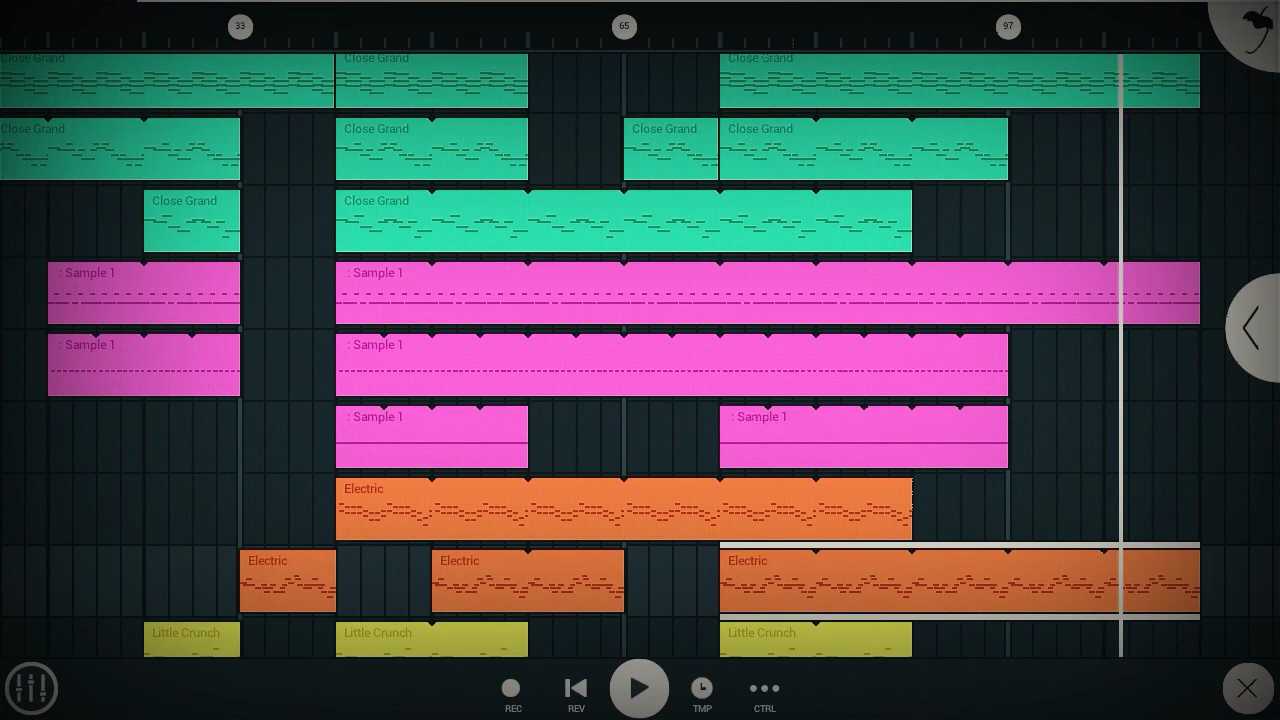 33 65 97
Close Grand Close Grand Close Grand
Close Grand Close Grand Close Grand Close Grand
Close Grand Close Grand
: Sample 1 : Sample 1
: Sample 1 : Sample 1
: Sample 1 : Sample 1
Electric
Electric Electric Electric
Little Crunch Little Crunch Little Crunch
REC REV TMP CTRL